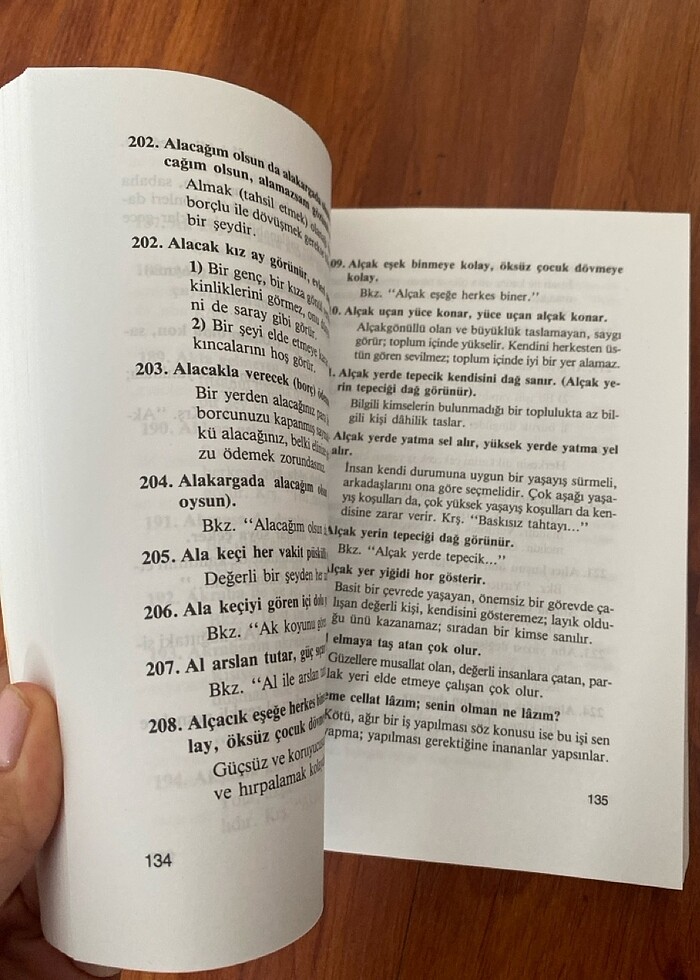 202. Alacağım olsun da alakargada
cağım olsun, alamazsam
Almak (tahsil etmek)
borçlu ile dövüşmek
bir şeydir.
202. Alacak kız ay görünür,
1) Bir genç, bir kıza
kinliklerini görmez,
ni de saray gibi görür.
2) Bir şeyi elde etmeye
kıncalarını hoş görür.
203. Alacakla verecek (borç)
Bir yerden alacağınız
borcunuzu kapanmış
kü alacağınız, belki
zu ödemek zorundasınız.
204. Alakargada alacağım
oysun).
Bkz. “Alacağım olsun
205. Ala keçi her vakit
Değerli bir şeyden her
206. Ala keçiyi gören içi dolu
Bkz. “Ak koyunu
207. Al arslan tutar, güç
Bkz. “Al ile arslan
208. Alçacık eşeğe herkes
lay, öksüz çocuk
Güçsüz ve koruyucu
ve hırpalamak
134
09. Alçak eşek binmeye kolay, öksüz çocuk dövmeye
kolay.
Bkz. “Alçak eşeğe herkes biner.”
0. Alçak uçan yüce konar, yüce uçan alçak konar.
Alçakgönüllü olan ve büyüklük taslamayan, saygı
görür; toplum içinde yükselir. Kendini herkesten üs-
tün gören sevilmez; toplum içinde iyi bir yer alamaz.
1. Alçak yerde tepecik kendisini dağ sanır. (Alçak ye-
rin tepeciği dağ görünür).
Bilgili kimselerin bulunmadığı bir toplulukta az bil-
gili kişi dâhilik taslar.
Alçak yerde yatma sel alır, yüksek yerde yatma yel
alır.
İnsan kendi durumuna uygun bir yaşayış sürmeli,
arkadaşlarını ona göre seçmelidir. Çok aşağı yaşa-
yış koşulları da, çok yüksek yaşayış koşulları da ken-
disine zarar verir. Krş. “Baskısız tahtayı...”
Alçak yerin tepeciği dağ görünür.
Bkz. “Alçak yerde tepecik...”
lçak yer yiğidi hor gösterir.
Basit bir çevrede yaşayan, önemsiz bir görevde ça-
lışan değerli kişi, kendisini gösteremez; layık oldu-
ğu ünü kazanamaz; sıradan bir kimse sanılır.
elmaya taş atan çok olur.
Güzellere musallat olan, değerli insanlara çatan, par-
lak yeri elde etmeye çalışan çok olur.
eme cellat lâzım; senin olman ne lâzım?
Kötü, ağır bir iş yapılması söz konusu ise bu işi sen
yapma; yapılması gerektiğine inananlar yapsınlar.
135